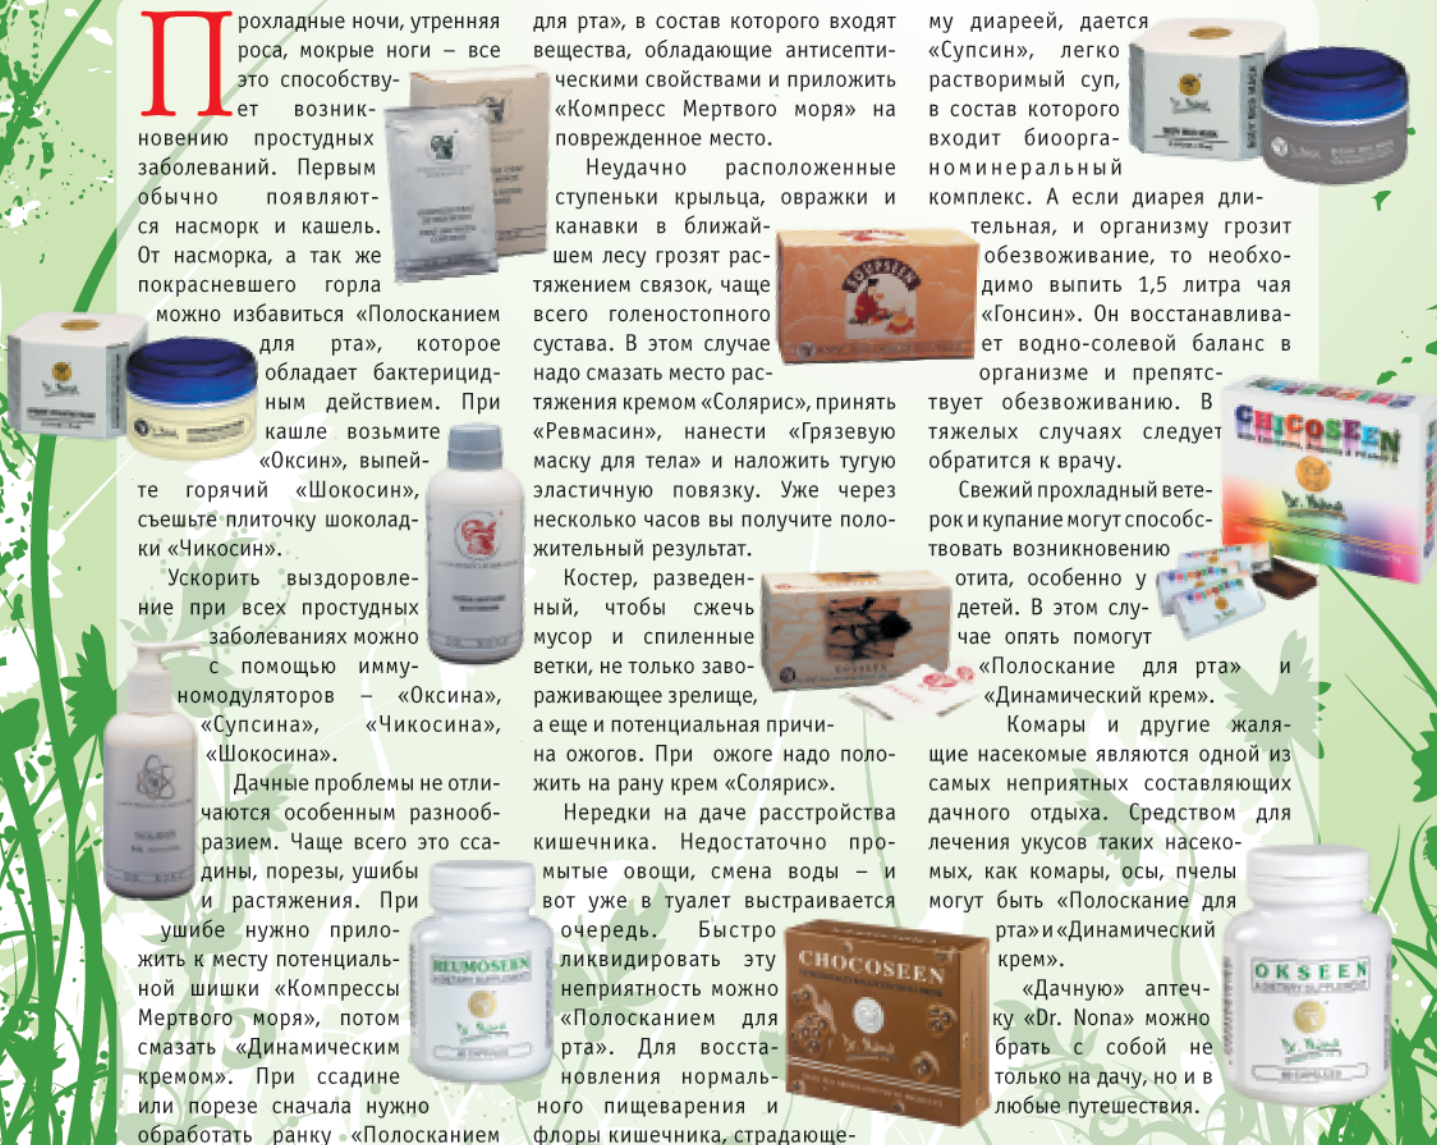 Прохладные ночи, утренняя
роса, мокрые ноги – все
это способству-
ет возник-
новению простудных
заболеваний. Первым
обычно появляют-
ся насморк и кашель.
От насморка, а так же
покрасневшего горла
можно избавиться «Полосканием
для рта», которое
обладает бактерицид-
ным действием. При
кашле возьмите
«Оксин», выпей-
те горячий «Шокосин»,
съешьте плиточку шоколад-
ки «Чикосин».
Ускорить выздоровле-
ние при всех простудных
заболеваниях можно
с помощью имму-
номодуляторов – «Оксина»,
«Супсина», «Чикосина»,
«Шокосина».
Дачные проблемы не отли-
чаются особенным разнооб-
разием. Чаще всего это сса-
дины, порезы, ушибы
и растяжения. При
ушибе нужно прило-
жить к месту потенциаль-
ной шишки «Компрессы
Мертвого моря», потом
смазать «Динамическим
кремом». При ссадине
или порезе сначала нужно
обработать ранку «Полосканием
для рта», в состав которого входят
вещества, обладающие антисепти-
ческими свойствами и приложить
«Компресс Мертвого моря» на
поврежденное место.
Неудачно расположенные
ступеньки крыльца, овражки и
канавки в ближай-
шем лесу грозят рас-
тяжением связок, чаще
всего голеностопного
сустава. В этом случае
надо смазать место рас-
тяжения кремом «Солярис», принять
«Ревмасин», нанести «Грязевую
маску для тела» и наложить тугую
эластичную повязку. Уже через
несколько часов вы получите поло-
жительный результат.
Костер, разведен-
ный, чтобы сжечь
мусор и спиленные
ветки, не только заво-
раживающее зрелище,
а еще и потенциальная причи-
на ожогов. При ожоге надо поло-
жить на рану крем «Солярис».
Нередки на даче расстройства
кишечника. Недостаточно про-
мытые овощи, смена воды – и
вот уже в туалет выстраивается
очередь. Быстро
ликвидировать эту
неприятность можно
«Полосканием для
рта». Для восста-
новления нормаль-
ного пищеварения и
флоры кишечника, страдающе-
му диареей, дается
«Супсин», легко
растворимый суп,
в состав которого
входит биоорга-
номинеральный
комплекс. А если диарея дли-
тельная, и организму грозит
обезвоживание, то необхо-
димо выпить 1,5 литра чая
«Гонсин». Он восстанавлива-
ет водно-солевой баланс в
организме и препятс-
твует обезвоживанию. В
тяжелых случаях следует
обратится к врачу.
Свежий прохладный вете-
рок и купание могут способс-
твовать возникновению
отита, особенно у
детей. В этом слу-
чае опять помогут
«Полоскание для рта» и
«Динамический крем».
Комары и другие жаля-
щие насекомые являются одной из
самых неприятных составляющих
дачного отдыха. Средством для
лечения укусов таких насеко-
мых, как комары, осы, пчелы
могут быть «Полоскание для
рта» и «Динамический
крем».
«Дачную» аптеч-
ку «Dr. Nona» можно
брать с собой не
только на дачу, но и в
любые путешествия.
SOUPSEEN
CHICOSEEN
Dr. Nona
GONSEEN
REUMOSEEN
A DIETARY SUPPLEMENT
Dr. Nona
CHOCOSEEN
Dr. Nona
OKSEEN
A DIETARY SUPPLEMENT
Dr. Nona